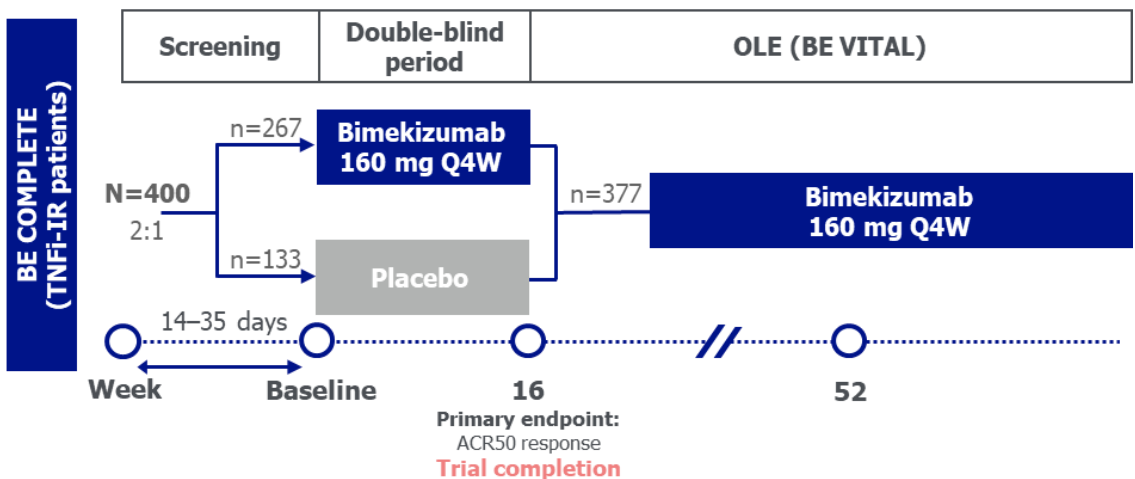 BE COMPLETE
(TNFi-IR patients)
Screening
Double-blind
period
OLE (BE VITAL)
N=400
2:1
n=267
n=133
Bimekizumab
160 mg Q4W
Placebo
n=377
Bimekizumab
160 mg Q4W
14–35 days
Week
Baseline
16
52
Primary endpoint:
ACR50 response
Trial completion